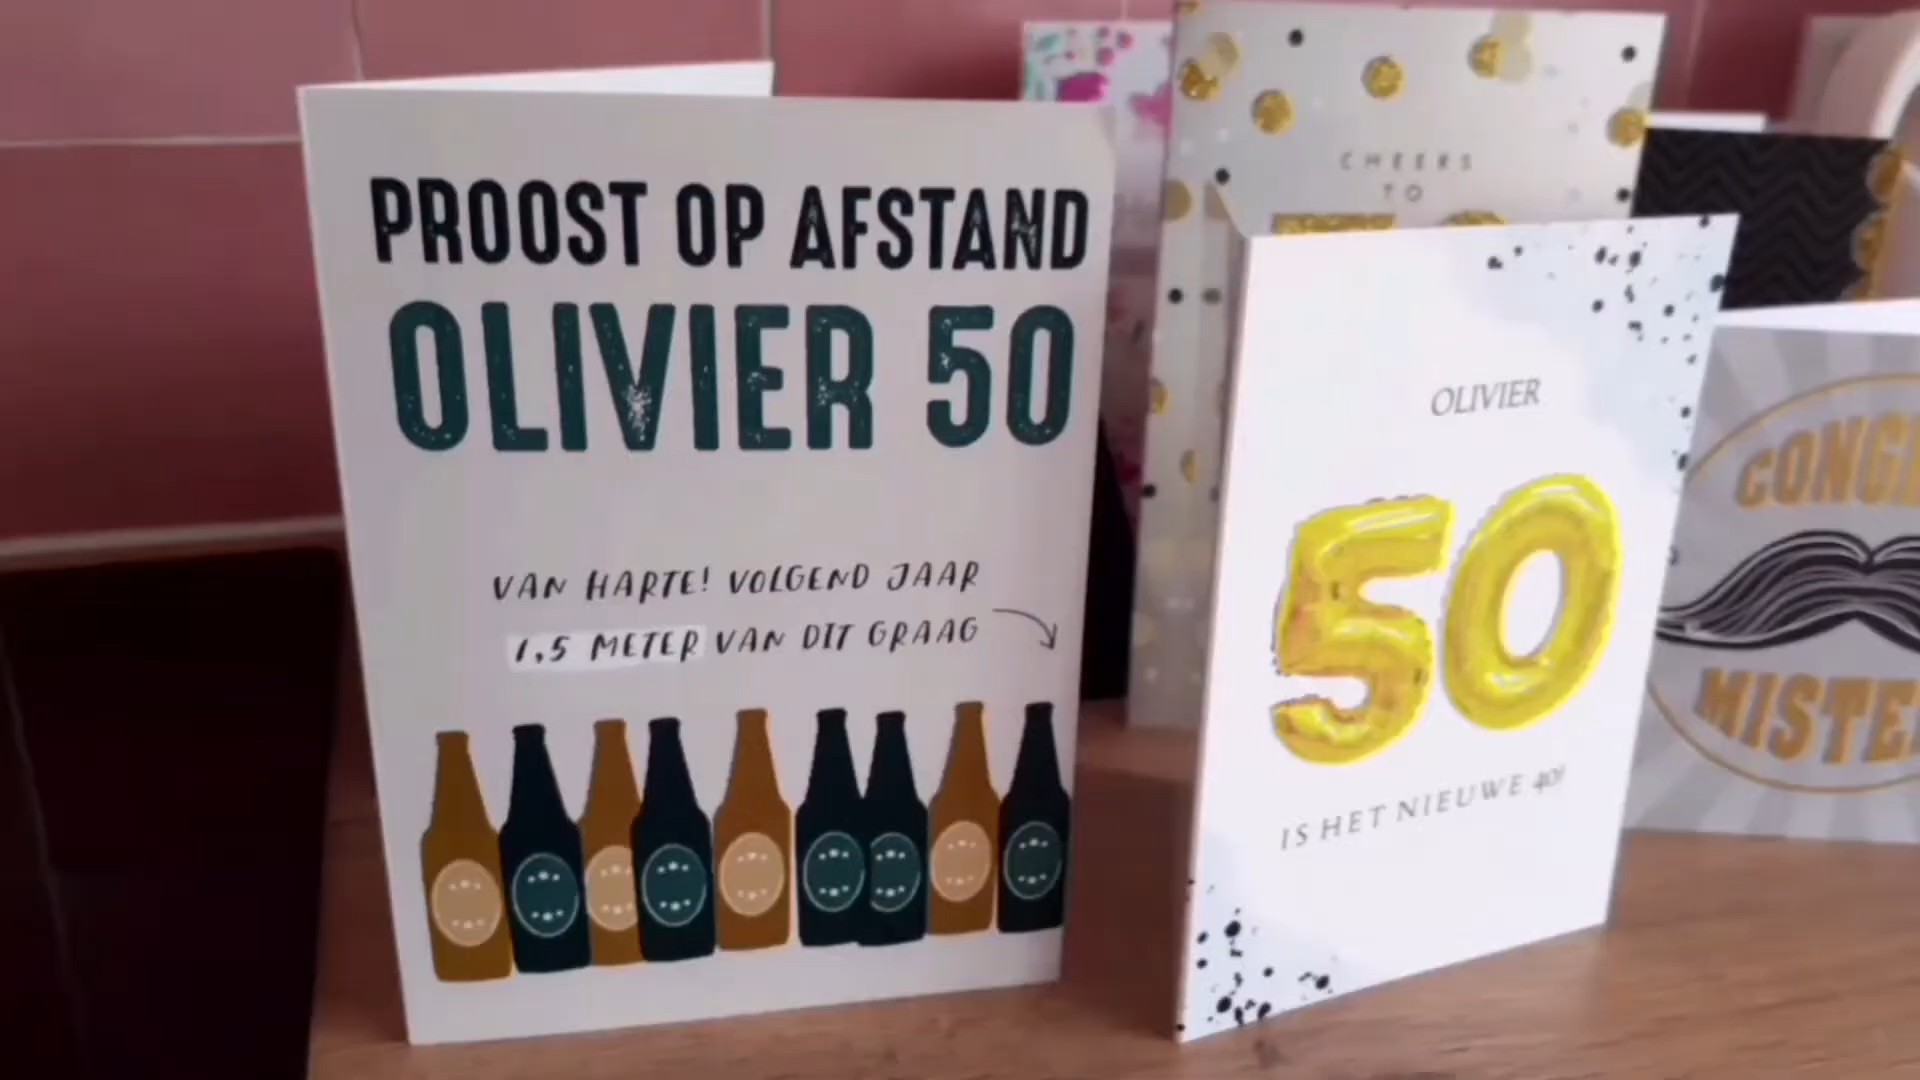 PROOST OP AFSTAND
OLIVIER 50
VAN HARTE! VOLGEND JAAR
1,5 METER VAN DIT GRAAG
CHEERS
TO
OLIVIER
50
IS HET NIEUWE 40!